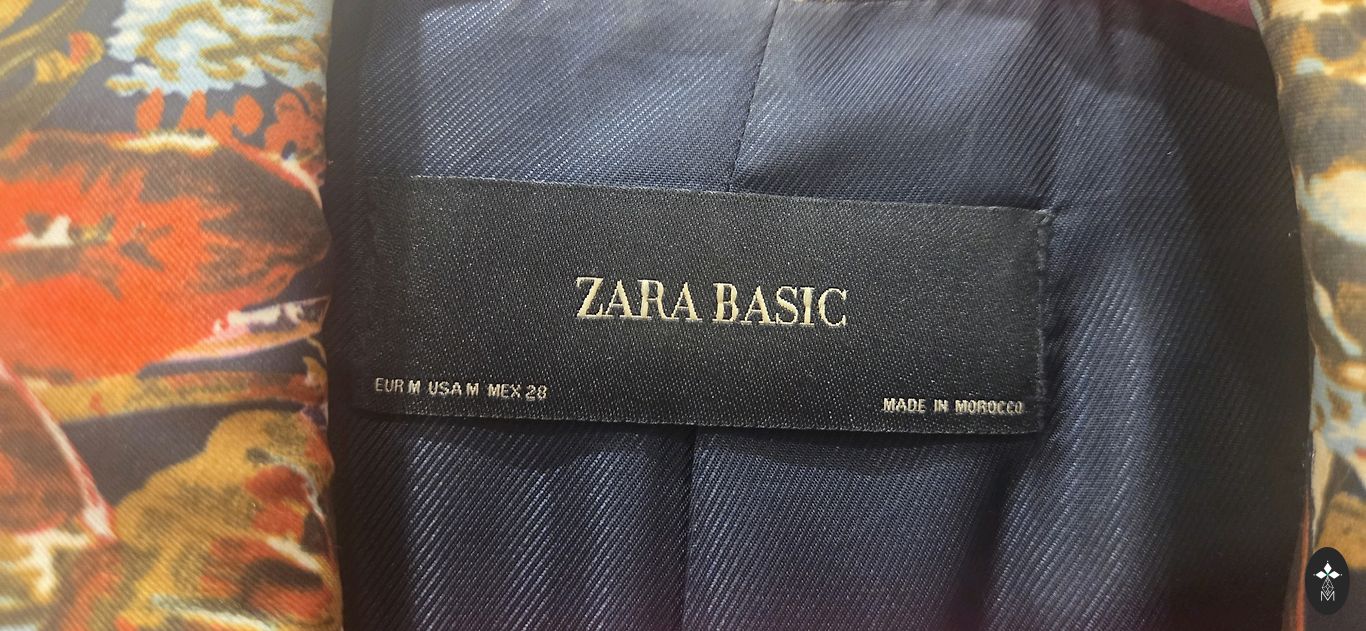 ZARA BASIC
EUR M USA M MEX 28
MADE IN MOROCCO
M